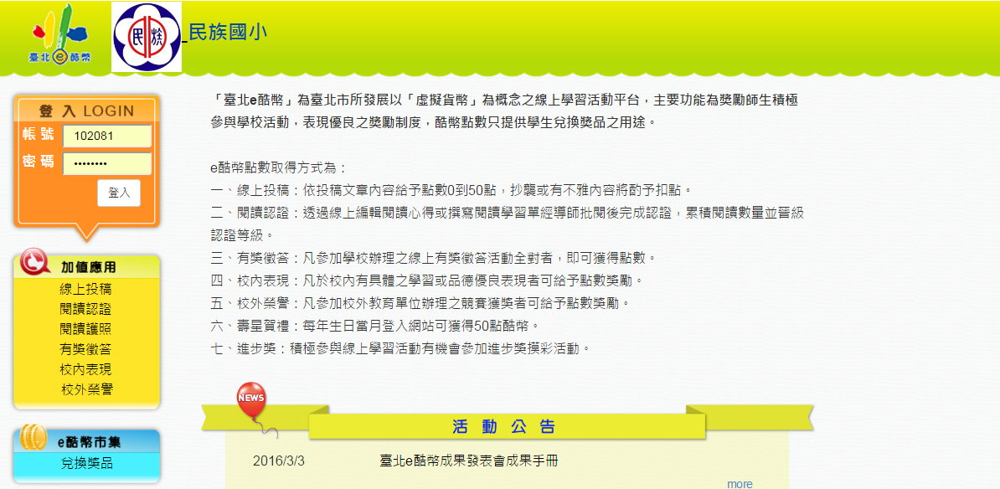 臺北e酷幣
民族
民族國小
登 入 LOGIN
帳 號 102081
密 碼 ••••••••
登入
加值應用
線上投稿
閱讀認證
閱讀護照
有獎徵答
校內表現
校外榮譽
e酷幣市集
兌換獎品
「臺北e酷幣」為臺北市所發展以「虛擬貨幣」為概念之線上學習活動平台，主要功能為獎勵師生積極
參與學校活動，表現優良之獎勵制度，酷幣點數只提供學生兌換獎品之用途。
e酷幣點數取得方式為：
一、線上投稿：依投稿文章內容給予點數0到50點，抄襲或有不雅內容將酌予扣點。
二、閱讀認證：透過線上編輯閱讀心得或撰寫閱讀學習單經導師批閱後完成認證，累積閱讀數量並晉級
認證等級。
三、有獎徵答：凡參加學校辦理之線上有獎徵答活動全對者，即可獲得點數。
四、校內表現：凡於校內有具體之學習或品德優良表現者可給予點數獎勵。
五、校外榮譽：凡參加校外教育單位辦理之競賽獲獎者可給予點數獎勵。
六、壽星賀禮：每年生日當月登入網站可獲得50點酷幣。
七、進步獎：積極參與線上學習活動有機會參加進步獎摸彩活動。
NEWS
活 動 公 告
2016/3/3 臺北e酷幣成果發表會成果手冊
more